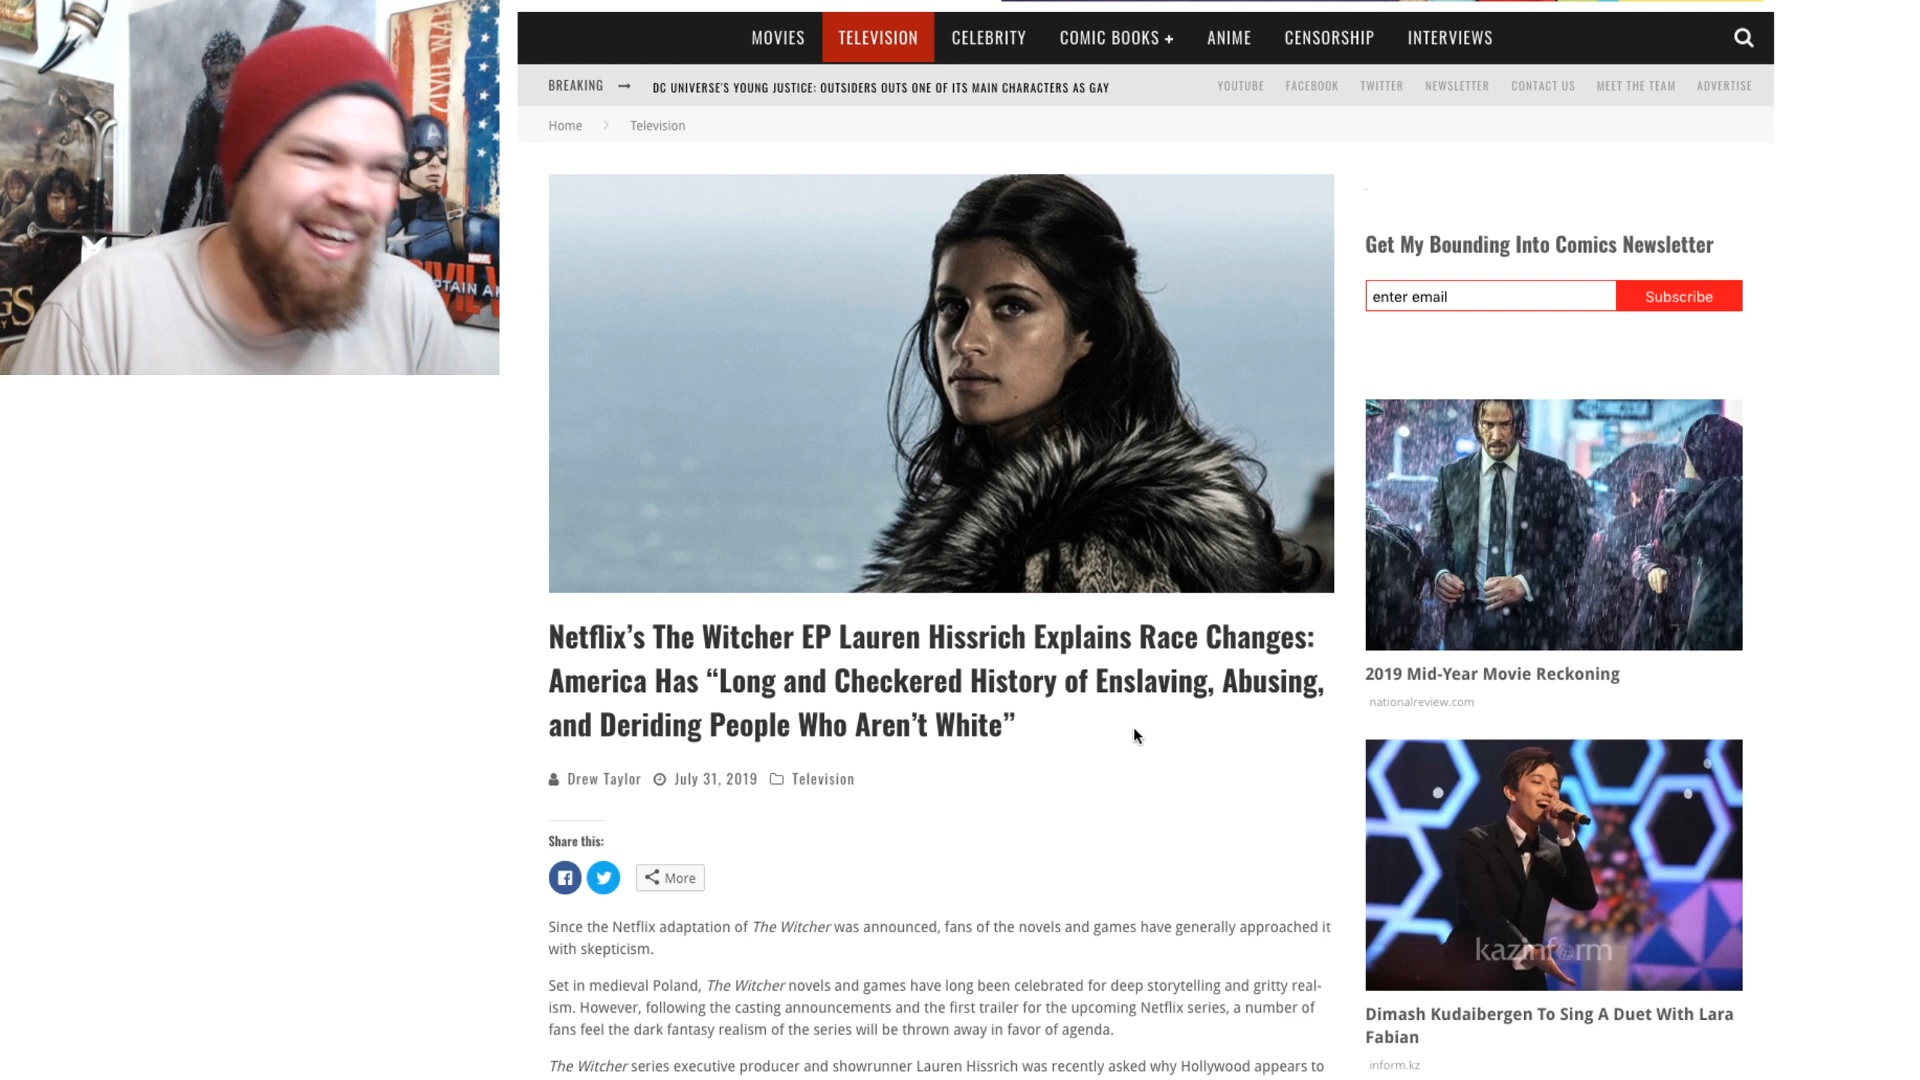 MOVIES TELEVISION CELEBRITY COMIC BOOKS + ANIME CENSORSHIP INTERVIEWS
BREAKING → DC UNIVERSE'S YOUNG JUSTICE: OUTSIDERS OUTS ONE OF ITS MAIN CHARACTERS AS GAY YOUTUBE FACEBOOK TWITTER NEWSLETTER CONTACT US MEET THE TEAM ADVERTISE
Home > Television
CIVIL WAR
MARVEL
CIVIL
PTAIN A
GS
Netflix’s The Witcher EP Lauren Hissrich Explains Race Changes:
America Has “Long and Checkered History of Enslaving, Abusing,
and Deriding People Who Aren’t White”
Drew Taylor July 31, 2019 Television
Share this:
More
Since the Netflix adaptation of The Witcher was announced, fans of the novels and games have generally approached it
with skepticism.
Set in medieval Poland, The Witcher novels and games have long been celebrated for deep storytelling and gritty real-
ism. However, following the casting announcements and the first trailer for the upcoming Netflix series, a number of
fans feel the dark fantasy realism of the series will be thrown away in favor of agenda.
The Witcher series executive producer and showrunner Lauren Hissrich was recently asked why Hollywood appears to
Get My Bounding Into Comics Newsletter
enter email Subscribe
2019 Mid-Year Movie Reckoning
nationalreview.com
kazinform
Dimash Kudaibergen To Sing A Duet With Lara
Fabian
inform.kz